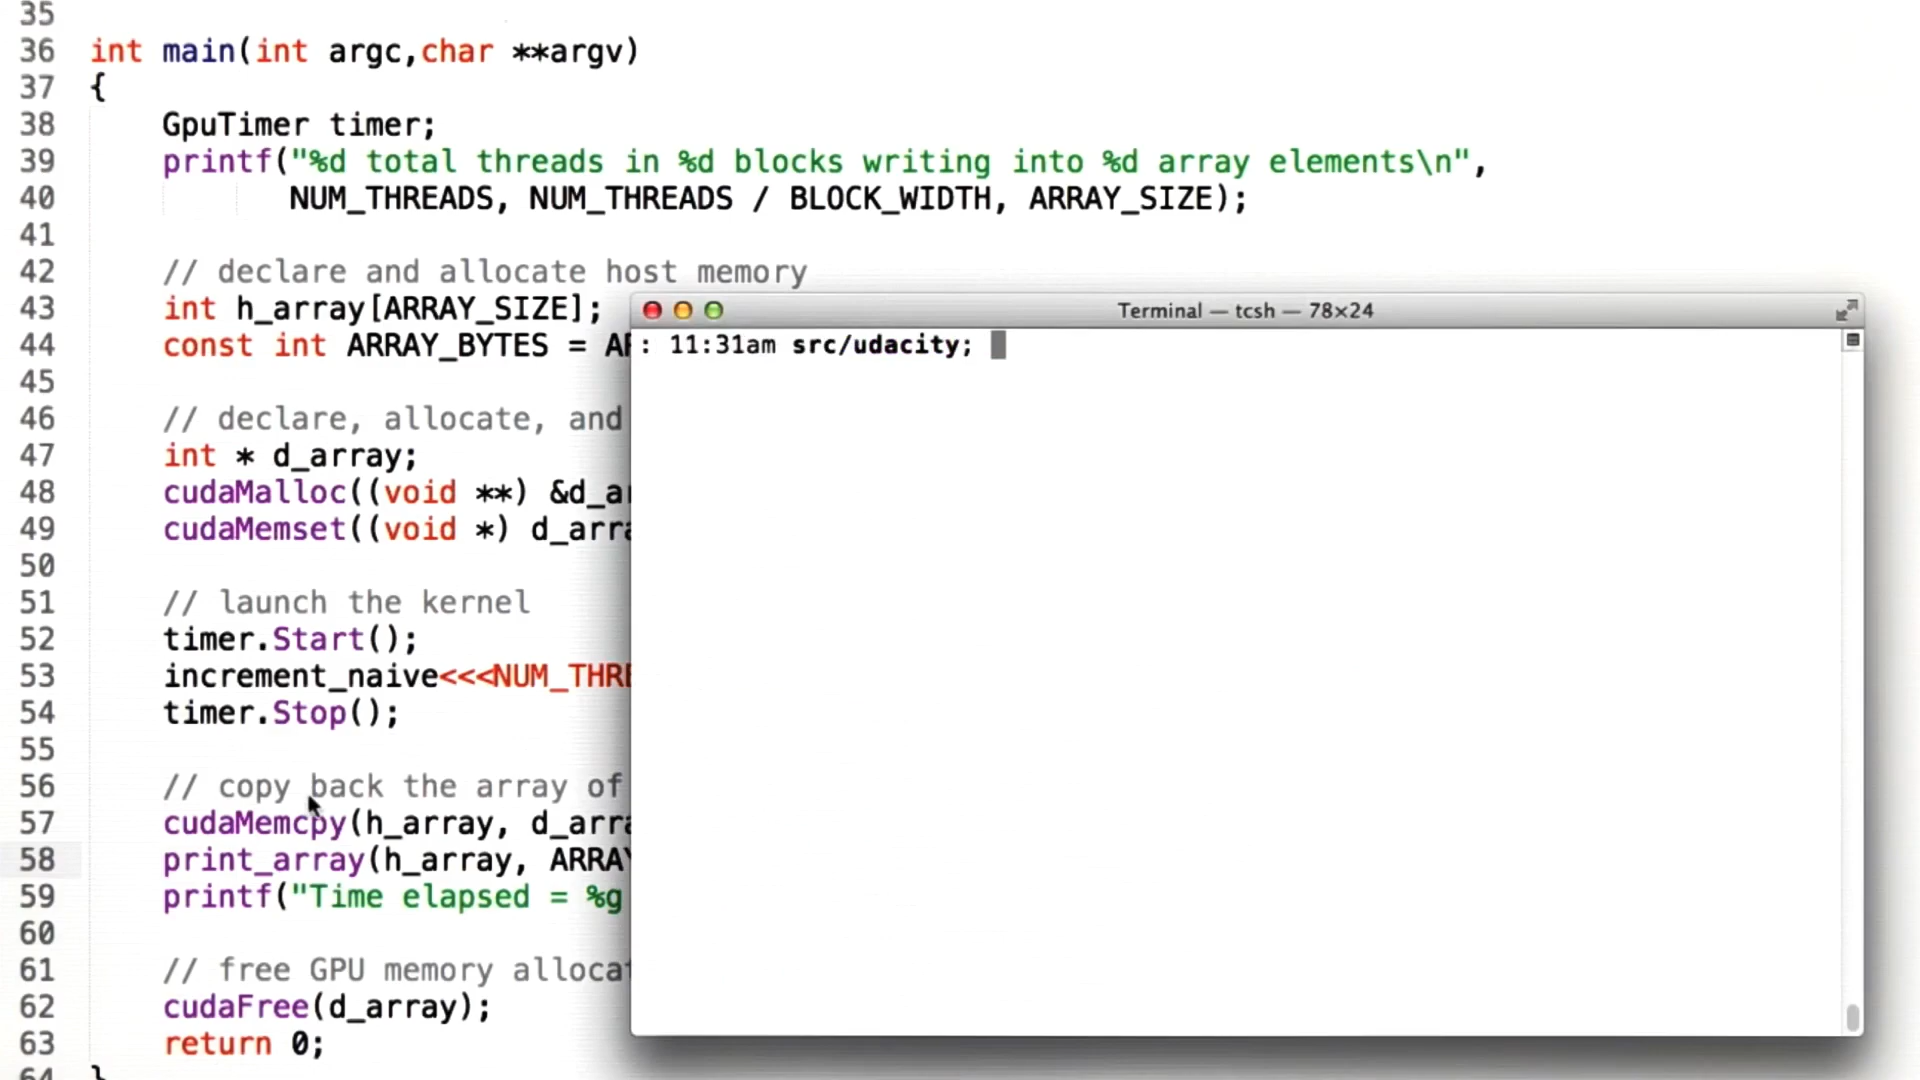 35
36 int main(int argc,char **argv)
37 {
38 GpuTimer timer;
39 printf("%d total threads in %d blocks writing into %d array elements\n",
40 NUM_THREADS, NUM_THREADS / BLOCK_WIDTH, ARRAY_SIZE);
41
42 // declare and allocate host memory
43 int h_array[ARRAY_SIZE];
44 const int ARRAY_BYTES = AR
45
46 // declare, allocate, and
47 int * d_array;
48 cudaMalloc((void **) &d_ar
49 cudaMemset((void *) d_arra
50
51 // launch the kernel
52 timer.Start();
53 increment_naive<<<NUM_THRE
54 timer.Stop();
55
56 // copy back the array of
57 cudaMemcpy(h_array, d_arra
58 print_array(h_array, ARRAY
59 printf("Time elapsed = %g
60
61 // free GPU memory allocat
62 cudaFree(d_array);
63 return 0;
64 }
Terminal — tcsh — 78×24
: 11:31am src/udacity;